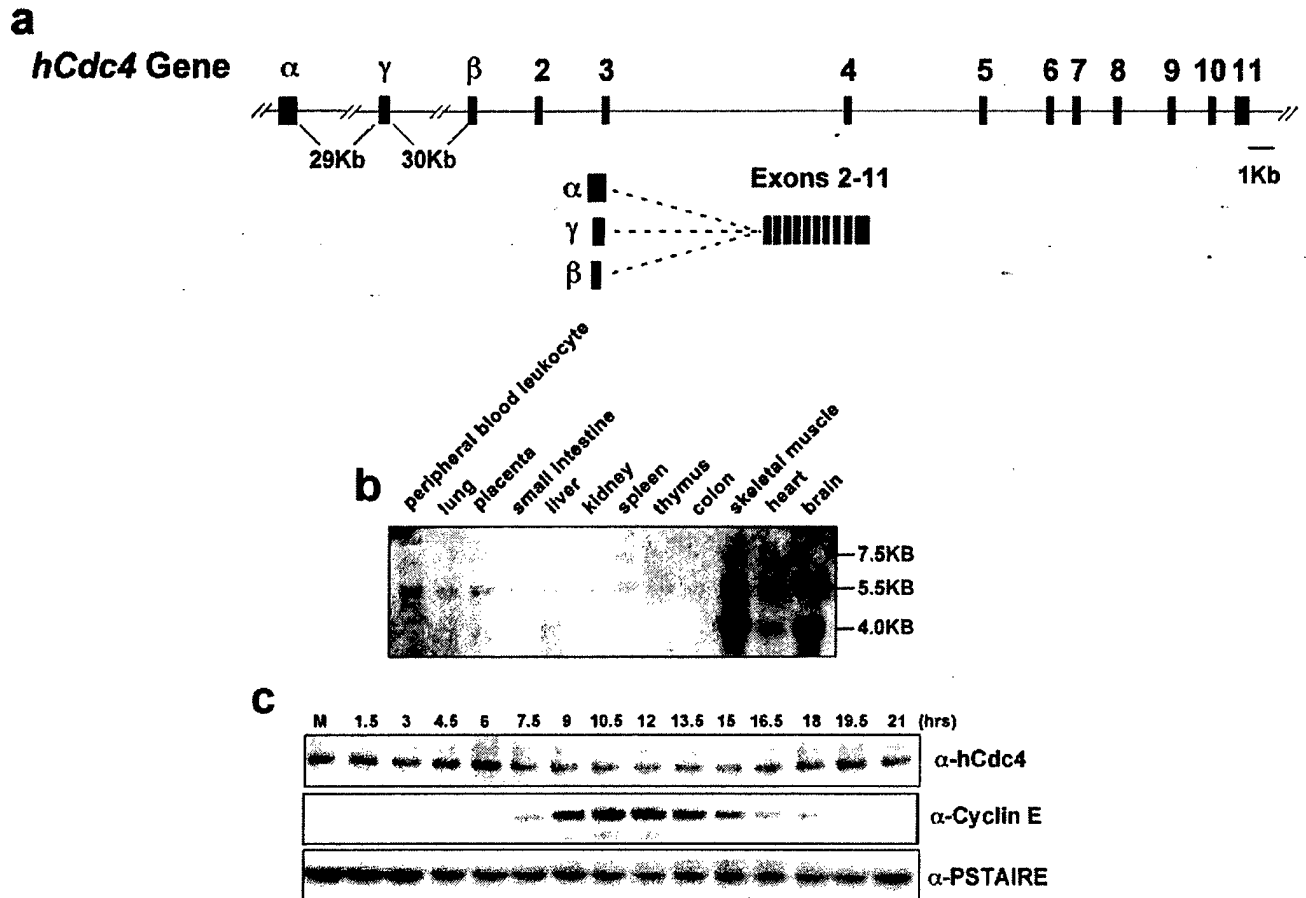 a
hCdc4 Gene α γ β 2 3 4 5 6 7 8 9 10 11
29Kb 30Kb
1Kb
Exons 2-11
α
γ
β
b
peripheral blood leukocyte
lung
placenta
small intestine
liver
kidney
spleen
thymus
colon
skeletal muscle
heart
brain
7.5KB
5.5KB
4.0KB
c
M 1.5 3 4.5 6 7.5 9 10.5 12 13.5 15 16.5 18 19.5 21 (hrs)
α-hCdc4
α-Cyclin E
α-PSTAIRE